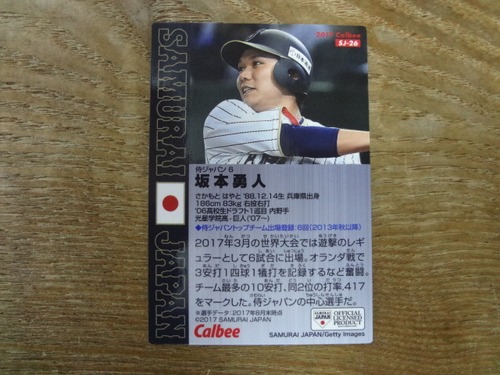 SAMURAI JAPAN
2017 Calbee
SJ-26
侍ジャパン 6
坂本勇人
さかもと はやと '88.12.14生 兵庫県出身
186cm 83kg 右投右打
'06高校生ドラフト1巡目 内野手
光星学院高-巨人('07〜)
◆侍ジャパントップチーム出場登録:6回(2013年秋以降)
2017年3月の世界大会では遊撃のレギ
ュラーとして6試合に出場。オランダ戦で
3安打1四球1犠打を記録するなど奮闘。
チーム最多の10安打、同2位の打率.417
をマークした。侍ジャパンの中心選手だ。
※選手データ:2017年8月末時点
©2017 SAMURAI JAPAN
Calbee
SAMURAI JAPAN
OFFICIAL
LICENSED
PRODUCT
SAMURAI JAPAN/Getty Images